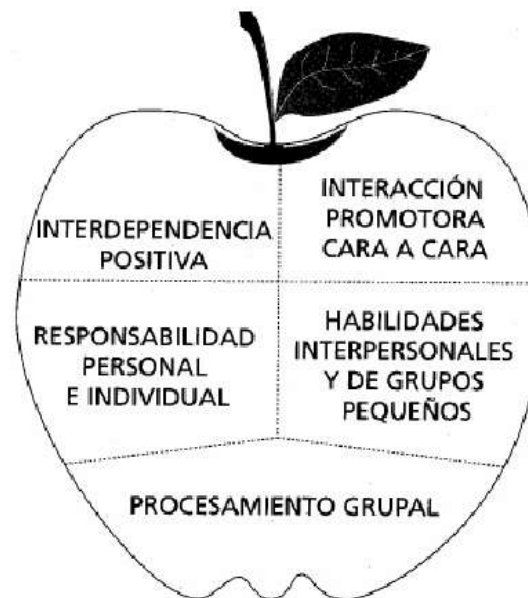 INTERDEPENDENCIA
POSITIVA
INTERACCIÓN
PROMOTORA
CARA A CARA
RESPONSABILIDAD
PERSONAL
E INDIVIDUAL
HABILIDADES
INTERPERSONALES
Y DE GRUPOS
PEQUEÑOS
PROCESAMIENTO GRUPAL